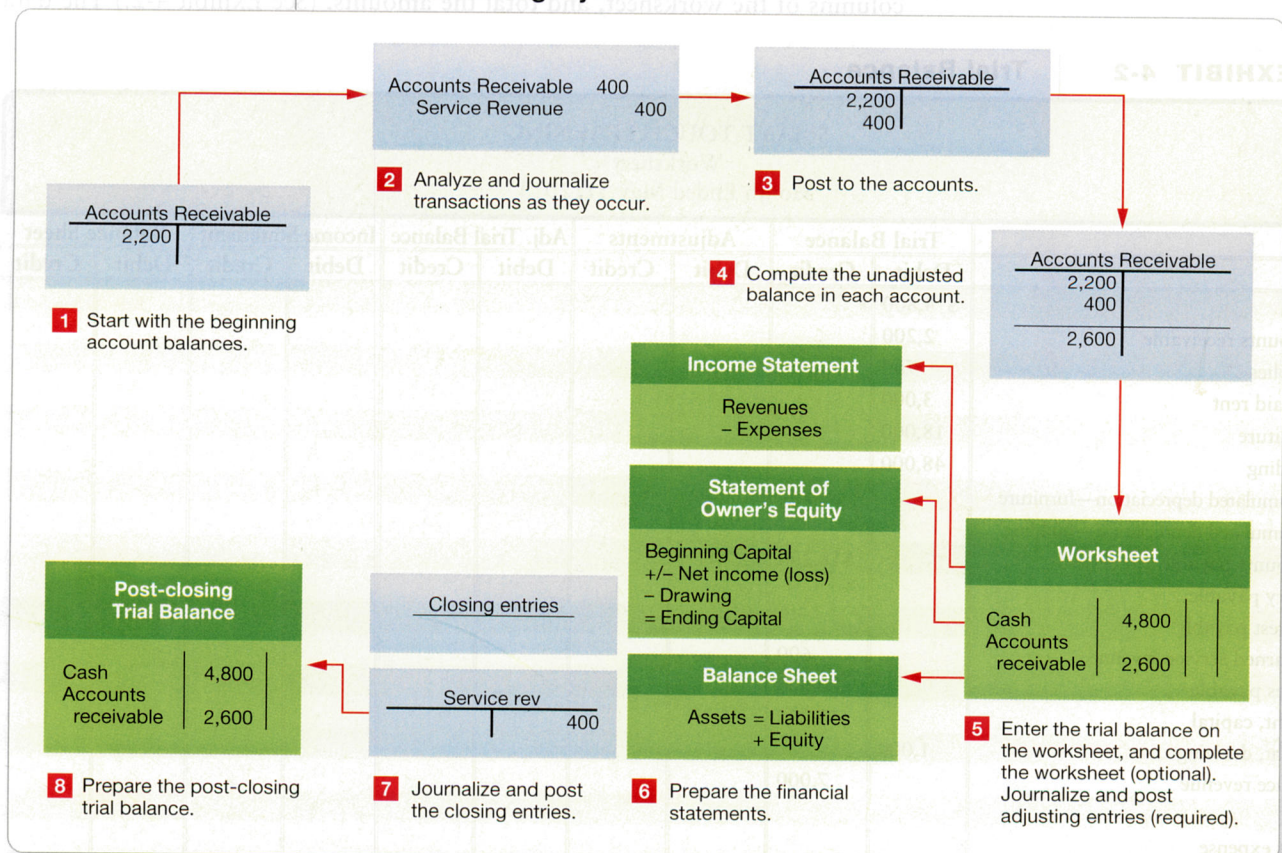 Accounts Receivable
2,200
1 Start with the beginning
account balances.
Accounts Receivable 400
Service Revenue 400
2 Analyze and journalize
transactions as they occur.
Accounts Receivable
2,200
400
3 Post to the accounts.
4 Compute the unadjusted
balance in each account.
Accounts Receivable
2,200
400
2,600
Worksheet
Cash 4,800
Accounts
receivable 2,600
5 Enter the trial balance on
the worksheet, and complete
the worksheet (optional).
Journalize and post
adjusting entries (required).
Income Statement
Revenues
– Expenses
Statement of
Owner's Equity
Beginning Capital
+/– Net income (loss)
– Drawing
= Ending Capital
Balance Sheet
Assets = Liabilities
+ Equity
6 Prepare the financial
statements.
Closing entries
Service rev
400
7 Journalize and post
the closing entries.
Post-closing
Trial Balance
Cash 4,800
Accounts
receivable 2,600
8 Prepare the post-closing
trial balance.